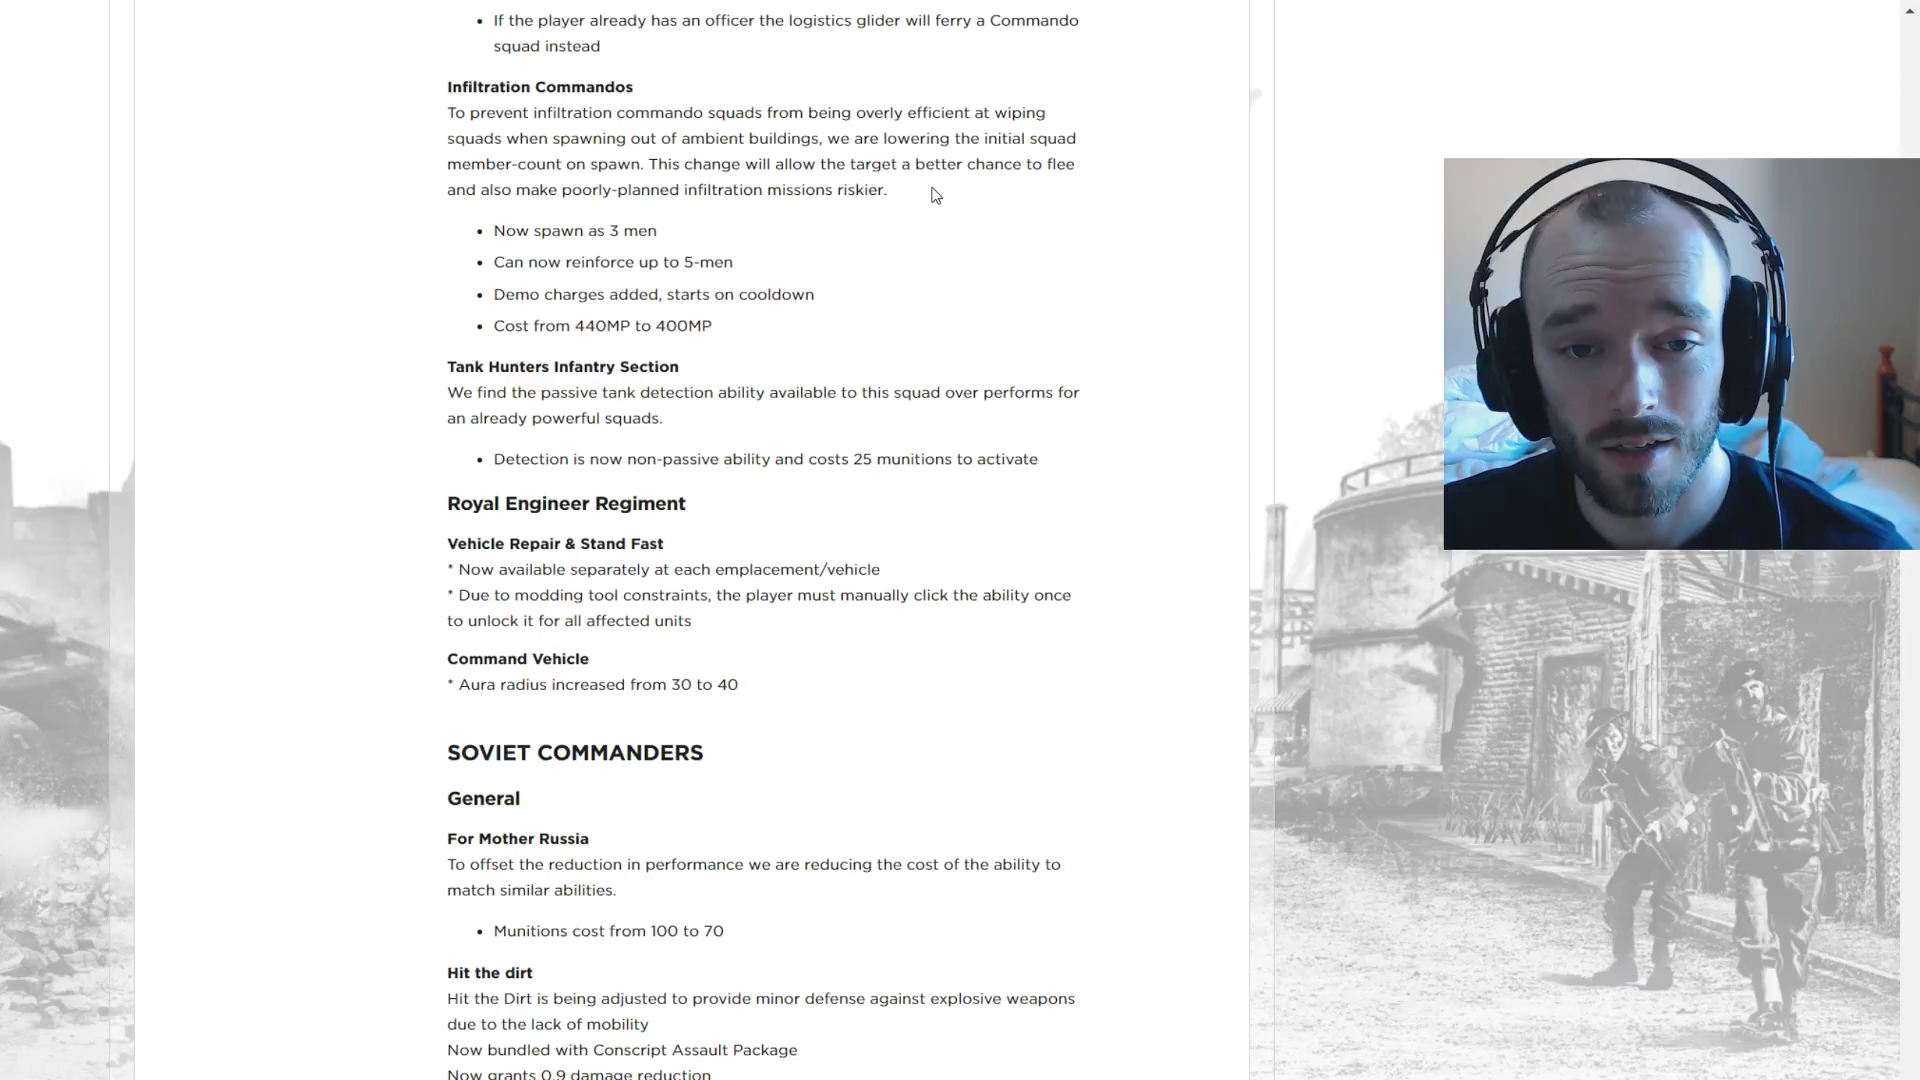 • If the player already has an officer the logistics glider will ferry a Commando
squad instead
Infiltration Commandos
To prevent infiltration commando squads from being overly efficient at wiping
squads when spawning out of ambient buildings, we are lowering the initial squad
member-count on spawn. This change will allow the target a better chance to flee
and also make poorly-planned infiltration missions riskier.
• Now spawn as 3 men
• Can now reinforce up to 5-men
• Demo charges added, starts on cooldown
• Cost from 440MP to 400MP
Tank Hunters Infantry Section
We find the passive tank detection ability available to this squad over performs for
an already powerful squads.
• Detection is now non-passive ability and costs 25 munitions to activate
Royal Engineer Regiment
Vehicle Repair & Stand Fast
* Now available separately at each emplacement/vehicle
* Due to modding tool constraints, the player must manually click the ability once
to unlock it for all affected units
Command Vehicle
* Aura radius increased from 30 to 40
SOVIET COMMANDERS
General
For Mother Russia
To offset the reduction in performance we are reducing the cost of the ability to
match similar abilities.
• Munitions cost from 100 to 70
Hit the dirt
Hit the Dirt is being adjusted to provide minor defense against explosive weapons
due to the lack of mobility
Now bundled with Conscript Assault Package
Now grants 0.9 damage reduction